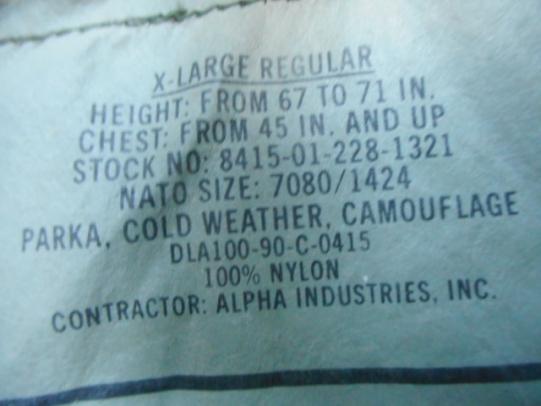 X-LARGE REGULAR
HEIGHT: FROM 67 TO 71 IN.
CHEST: FROM 45 IN. AND UP
STOCK NO: 8415-01-228-1321
NATO SIZE: 7080/1424
PARKA, COLD WEATHER, CAMOUFLAGE
DLA100-90-C-0415
100% NYLON
CONTRACTOR: ALPHA INDUSTRIES, INC.